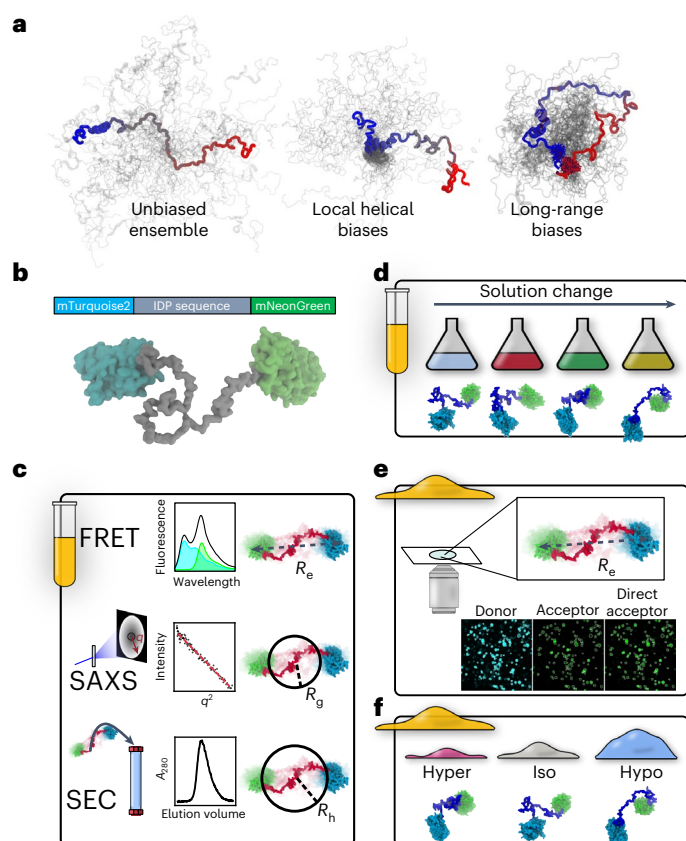 a
Unbiased
ensemble
Local helical
biases
Long-range
biases
b
mTurquoise2
IDP sequence
mNeonGreen
c
FRET
Fluorescence
Wavelength
Re
SAXS
q
Intensity
q²
Rg
SEC
A280
Elution volume
Rh
d
Solution change
e
Re
Donor
Acceptor
Direct
acceptor
f
Hyper
Iso
Hypo